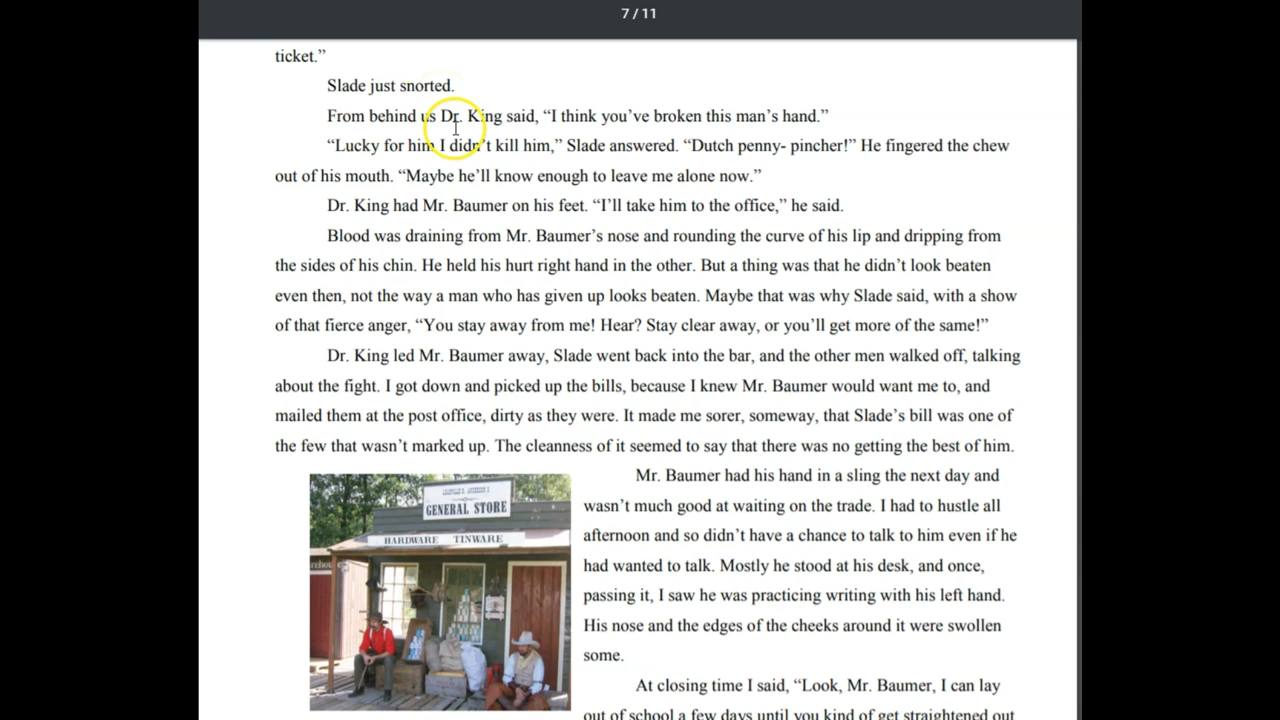 7 / 11
ticket.”
Slade just snorted.
From behind us Dr. King said, “I think you’ve broken this man’s hand.”
“Lucky for him I didn’t kill him,” Slade answered. “Dutch penny- pincher!” He fingered the chew
out of his mouth. “Maybe he’ll know enough to leave me alone now.”
Dr. King had Mr. Baumer on his feet. “I’ll take him to the office,” he said.
Blood was draining from Mr. Baumer’s nose and rounding the curve of his lip and dripping from
the sides of his chin. He held his hurt right hand in the other. But a thing was that he didn’t look beaten
even then, not the way a man who has given up looks beaten. Maybe that was why Slade said, with a show
of that fierce anger, “You stay away from me! Hear? Stay clear away, or you’ll get more of the same!”
Dr. King led Mr. Baumer away, Slade went back into the bar, and the other men walked off, talking
about the fight. I got down and picked up the bills, because I knew Mr. Baumer would want me to, and
mailed them at the post office, dirty as they were. It made me sorer, someway, that Slade’s bill was one of
the few that wasn’t marked up. The cleanness of it seemed to say that there was no getting the best of him.
GENERAL STORE
HARDWARE TINWARE
Mr. Baumer had his hand in a sling the next day and
wasn’t much good at waiting on the trade. I had to hustle all
afternoon and so didn’t have a chance to talk to him even if he
had wanted to talk. Mostly he stood at his desk, and once,
passing it, I saw he was practicing writing with his left hand.
His nose and the edges of the cheeks around it were swollen
some.
At closing time I said, “Look, Mr. Baumer, I can lay
out of school a few days until you kind of get straightened out